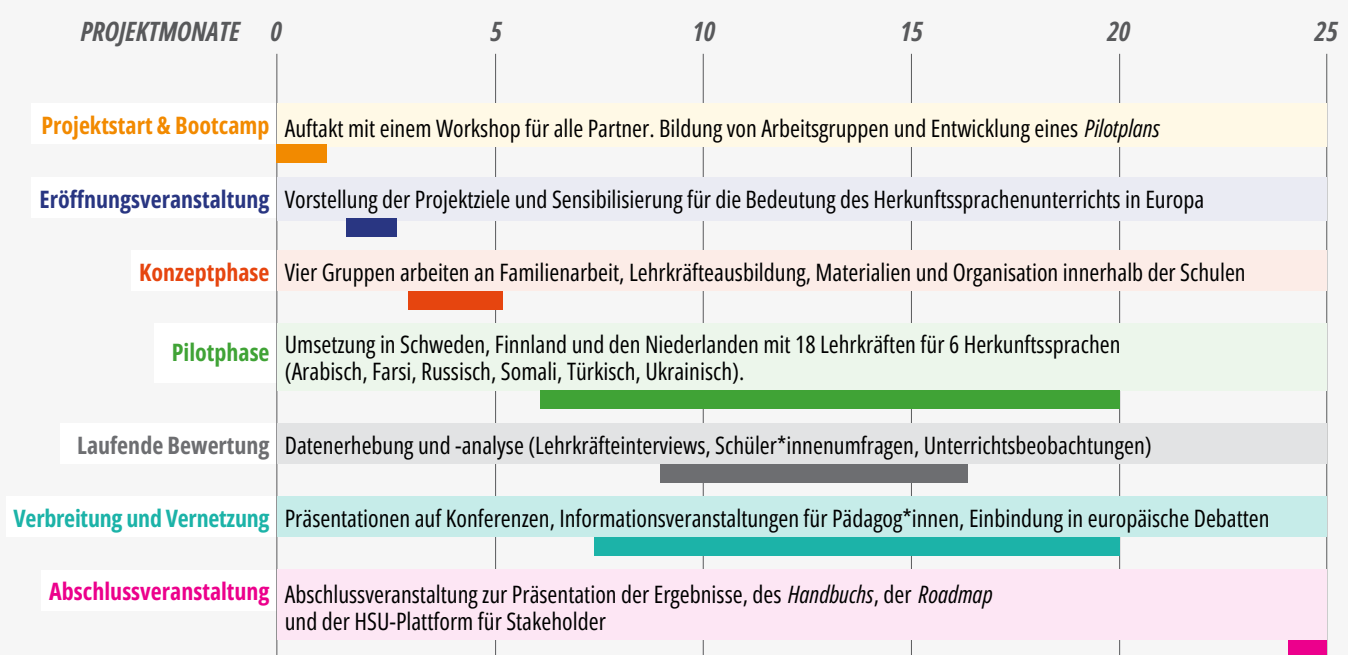 PROJEKTMONATE 0 5 10 15 20 25
Projektstart & Bootcamp Auftakt mit einem Workshop für alle Partner. Bildung von Arbeitsgruppen und Entwicklung eines Pilotplans
Eröffnungsveranstaltung Vorstellung der Projektziele und Sensibilisierung für die Bedeutung des Herkunftssprachenunterrichts in Europa
Konzeptphase Vier Gruppen arbeiten an Familienarbeit, Lehrkräfteausbildung, Materialien und Organisation innerhalb der Schulen
Pilotphase Umsetzung in Schweden, Finnland und den Niederlanden mit 18 Lehrkräften für 6 Herkunftssprachen
(Arabisch, Farsi, Russisch, Somali, Türkisch, Ukrainisch).
Laufende Bewertung Datenerhebung und -analyse (Lehrkräfteinterviews, Schüler*innenumfragen, Unterrichtsbeobachtungen)
Verbreitung und Vernetzung Präsentationen auf Konferenzen, Informationsveranstaltungen für Pädagog*innen, Einbindung in europäische Debatten
Abschlussveranstaltung Abschlussveranstaltung zur Präsentation der Ergebnisse, des Handbuchs, der Roadmap
und der HSU-Plattform für Stakeholder